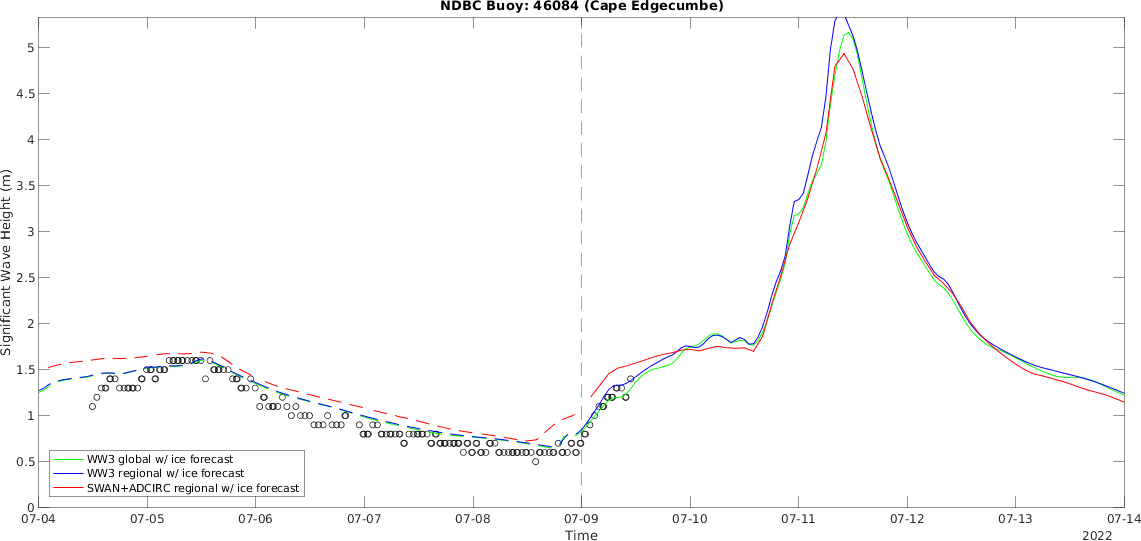 NDBC Buoy: 46084 (Cape Edgecumbe)
Significant Wave Height (m)
5
4.5
4
3.5
3
2.5
2
1.5
1
0.5
0
WW3 global w/ ice forecast
WW3 regional w/ ice forecast
SWAN+ADCIRC regional w/ ice forecast
07-04 07-05 07-06 07-07 07-08 07-09 07-10 07-11 07-12 07-13 07-14
Time
2022